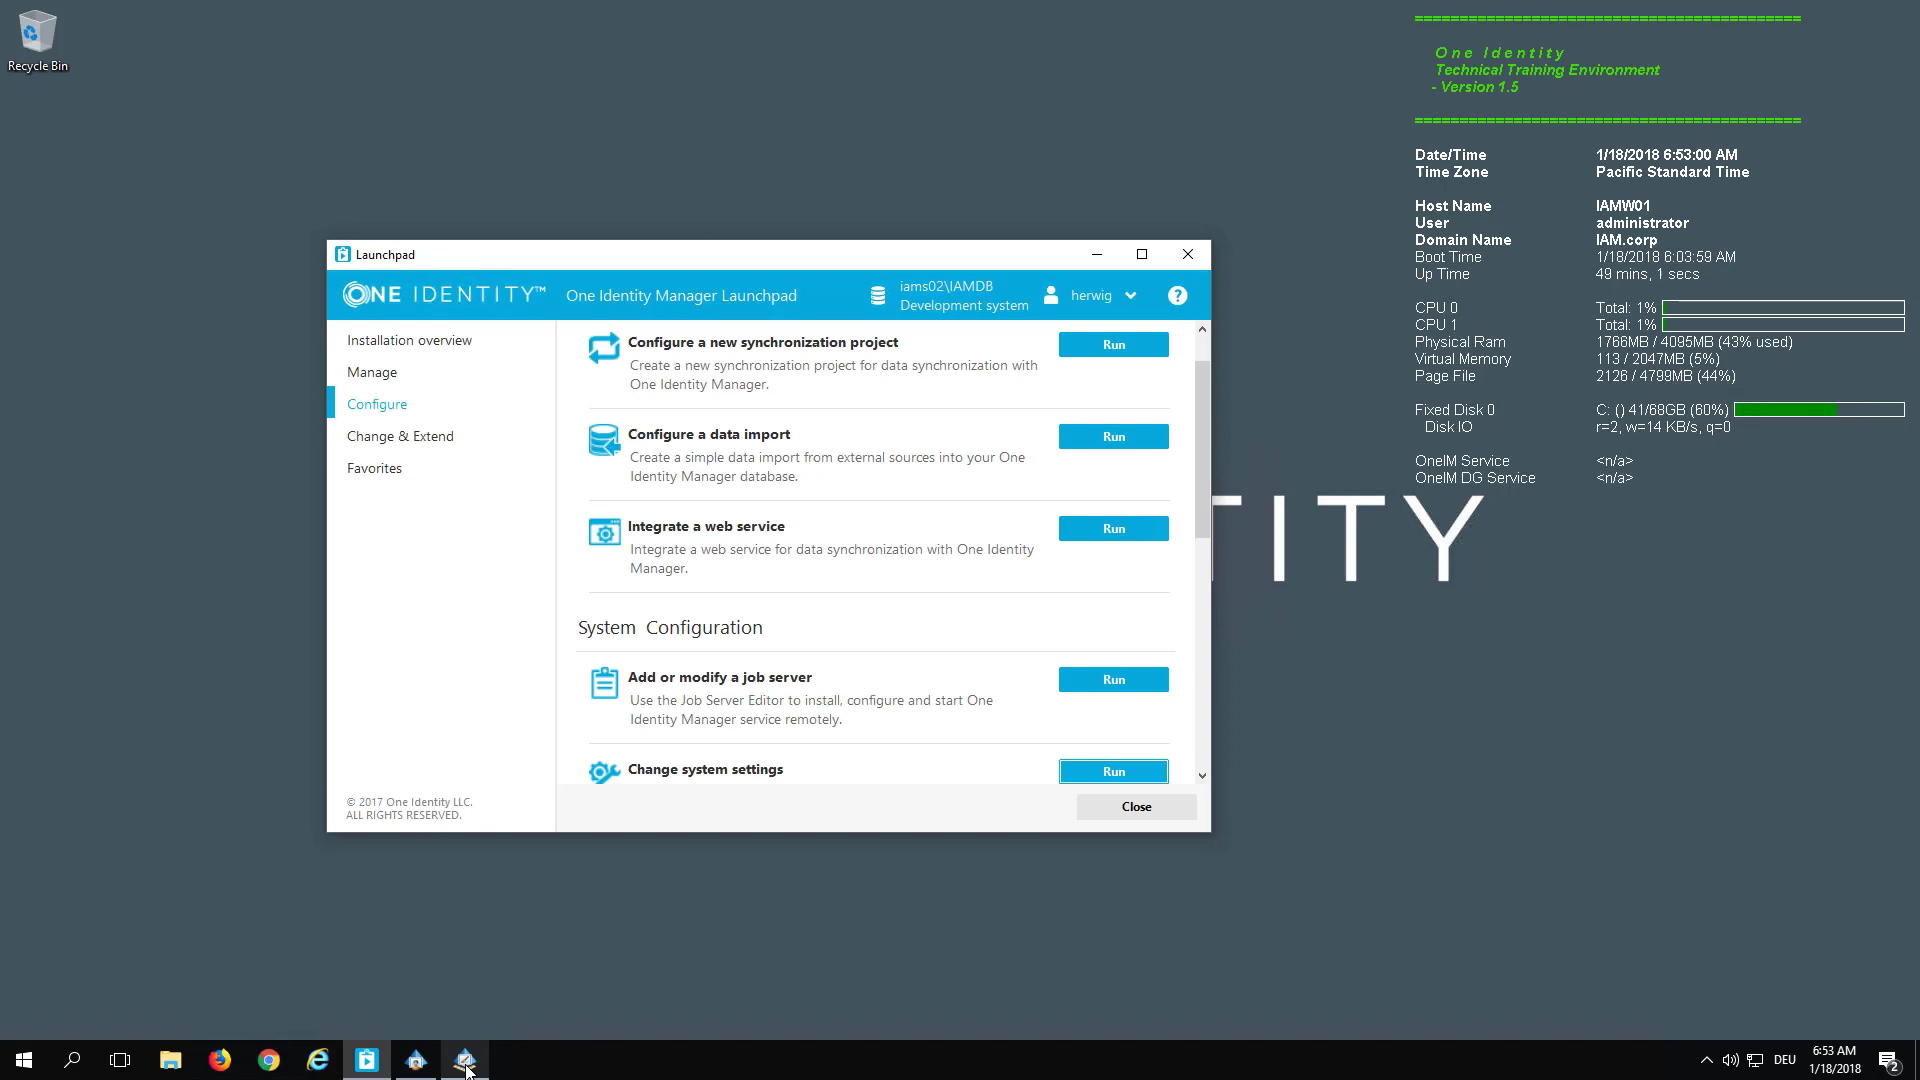 Recycle Bin
==========================================
One Identity
Technical Training Environment
- Version 1.5
==========================================
Date/Time 1/18/2018 6:53:00 AM
Time Zone Pacific Standard Time
Host Name IAMW01
User administrator
Domain Name IAM.corp
Boot Time 1/18/2018 6:03:59 AM
Up Time 49 mins, 1 secs
CPU 0 Total: 1%
CPU 1 Total: 1%
Physical Ram 1766MB / 4095MB (43% used)
Virtual Memory 113 / 2047MB (5%)
Page File 2126 / 4799MB (44%)
Fixed Disk 0 C: () 41/68GB (60%)
Disk IO r=2, w=14 KB/s, q=0
OneIM Service <n/a>
OneIM DG Service <n/a>
TITY
Launchpad
ONE IDENTITY™ One Identity Manager Launchpad
iams02\IAMDB
Development system
herwig
?
Installation overview
Manage
Configure
Change & Extend
Favorites
© 2017 One Identity LLC.
ALL RIGHTS RESERVED.
Configure a new synchronization project Run
Create a new synchronization project for data synchronization with
One Identity Manager.
Configure a data import Run
Create a simple data import from external sources into your One
Identity Manager database.
Integrate a web service Run
Integrate a web service for data synchronization with One Identity
Manager.
System Configuration
Add or modify a job server Run
Use the Job Server Editor to install, configure and start One
Identity Manager service remotely.
Change system settings Run
Close
DEU
6:53 AM
1/18/2018
2